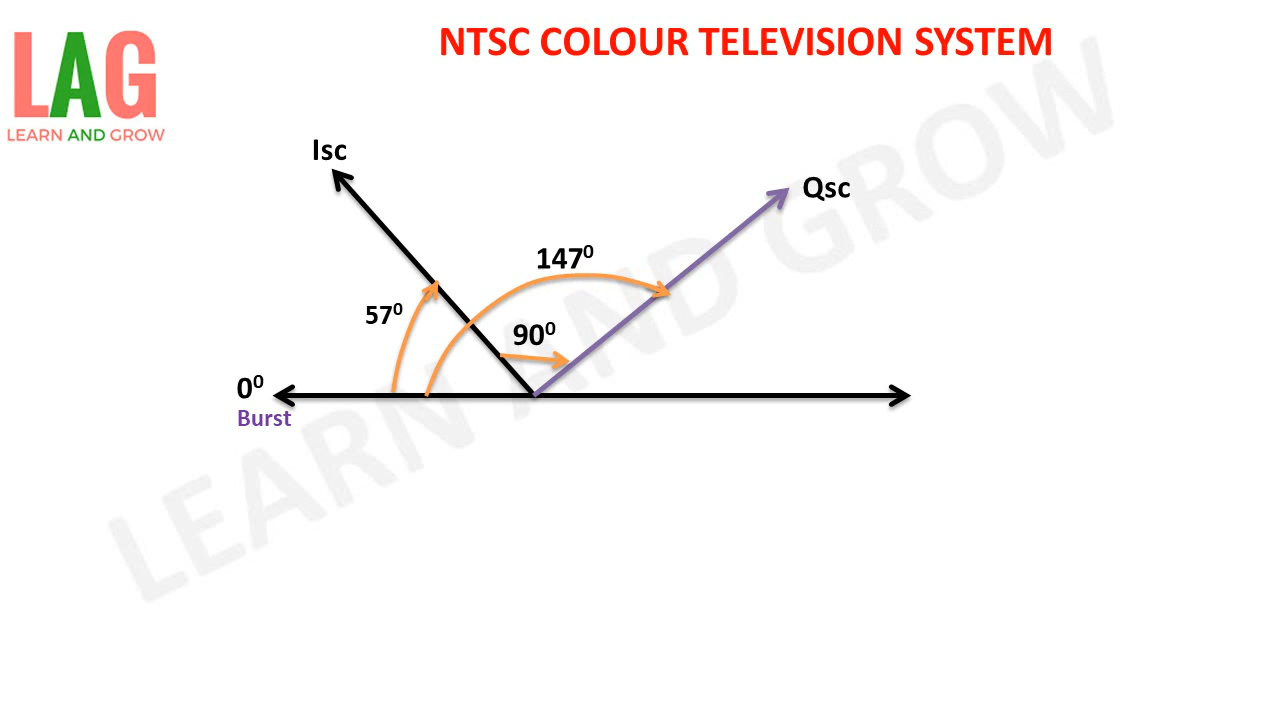 NTSC COLOUR TELEVISION SYSTEM
LAG
LEARN AND GROW
Isc
Qsc
147⁰
57⁰
90⁰
0⁰
Burst
LEARN AND GROW